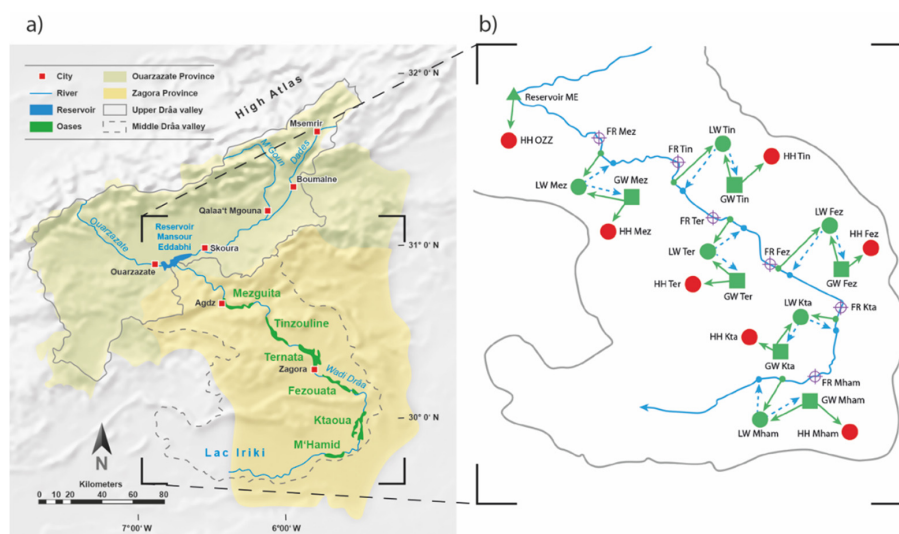 a)
City
River
Reservoir
Oases
Ouarzazate Province
Zagora Province
Upper Drâa valley
Middle Drâa valley
High Atlas
32° 0' N
31° 0' N
30° 0' N
Msemrir
M'Goun
Dades
Boumalne
Qalaa't Mgouna
Ouarzazate
Reservoir
Mansour
Eddahbi
Skoura
Ouarzazate
Agdz
Mezguita
Tinzouline
Ternata
Zagora
Wadi Drâa
Fezouata
Ktaoua
M'Hamid
Lac Iriki
N
Kilometers
0 10 20 40 60 80
7°00' W
6°00' W
b)
Reservoir ME
HH OZZ
FR Mez
LW Mez
GW Mez
HH Mez
FR Tin
LW Tin
HH Tin
GW Tin
FR Ter
LW Ter
HH Ter
GW Ter
FR Fez
LW Fez
HH Fez
GW Fez
LW Kta
FR Kta
HH Kta
GW Kta
FR Mham
GW Mham
LW Mham
HH Mham